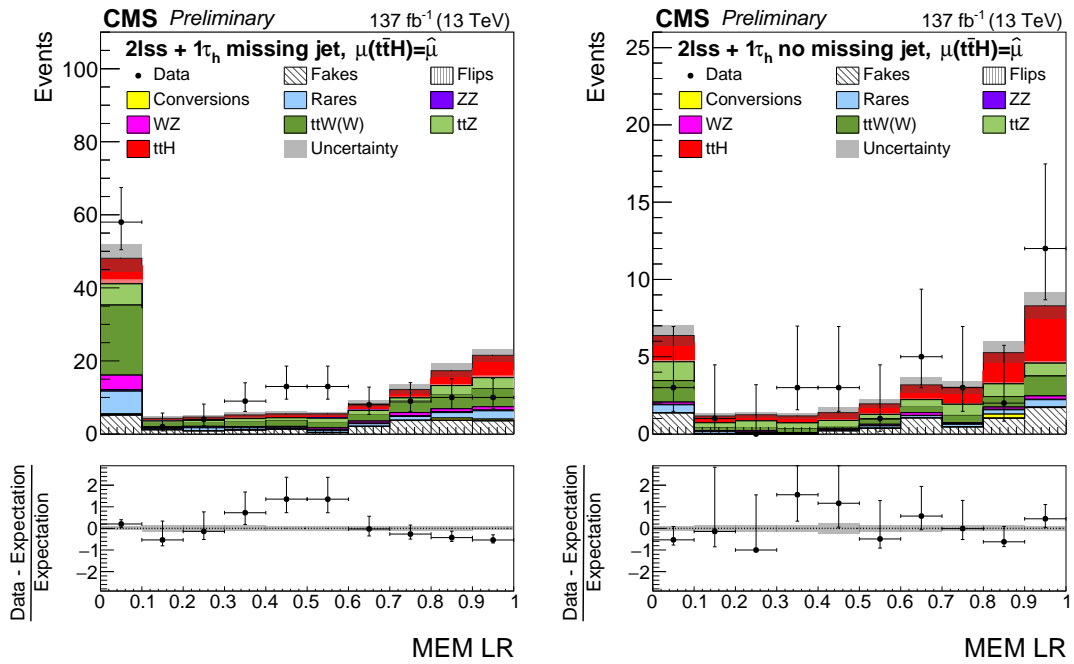 CMS Preliminary 137 fb⁻¹ (13 TeV)
2lss + 1τh missing jet, μ(tt̄H)=μ̂
Data Fakes Flips
Conversions Rares ZZ
WZ ttW(W) ttZ
ttH Uncertainty
Events
100
80
60
40
20
0
Data - Expectation
Expectation
2
1
0
−1
−2
0 0.1 0.2 0.3 0.4 0.5 0.6 0.7 0.8 0.9 1
MEM LR
CMS Preliminary 137 fb⁻¹ (13 TeV)
2lss + 1τh no missing jet, μ(tt̄H)=μ̂
Data Fakes Flips
Conversions Rares ZZ
WZ ttW(W) ttZ
ttH Uncertainty
Events
25
20
15
10
5
0
Data - Expectation
Expectation
2
1
0
−1
−2
0 0.1 0.2 0.3 0.4 0.5 0.6 0.7 0.8 0.9 1
MEM LR